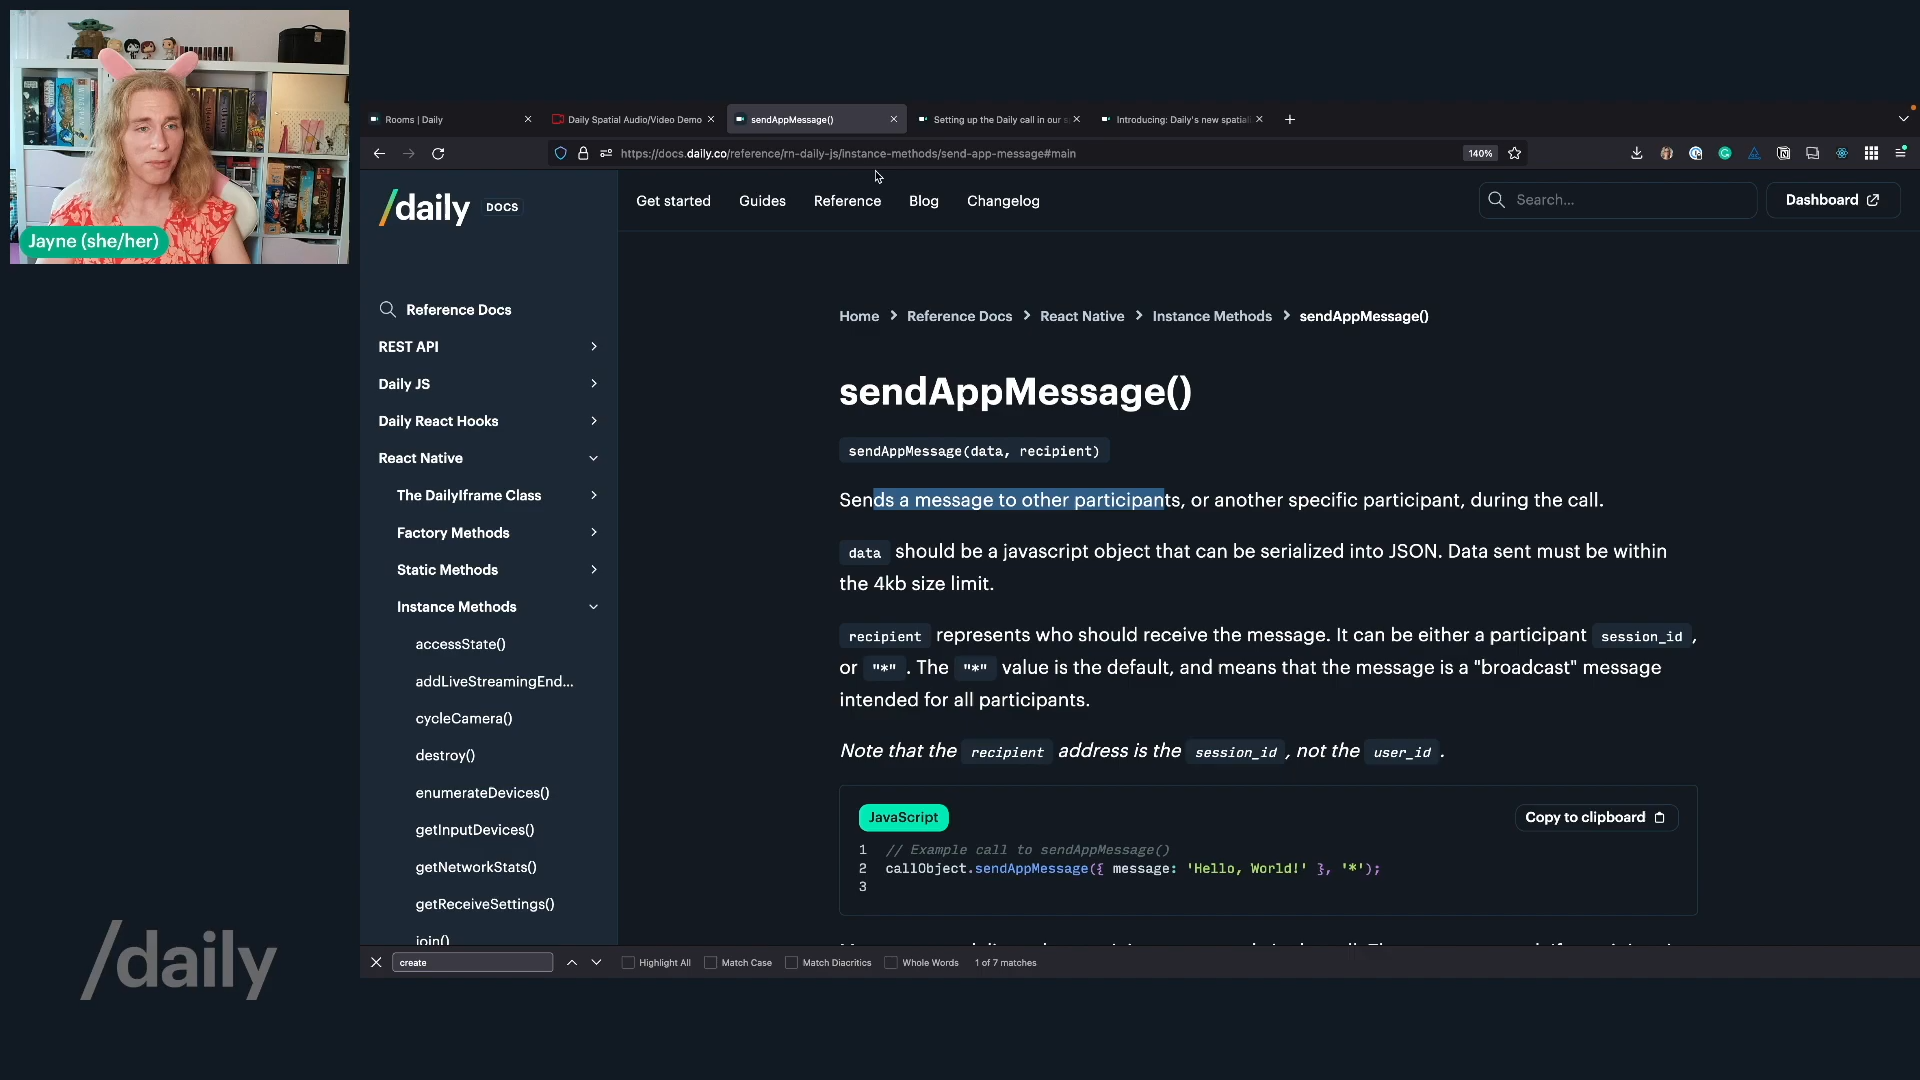 Jayne (she/her)
Rooms | Daily
Daily Spatial Audio/Video Demo
sendAppMessage()
Setting up the Daily call in our s
Introducing: Daily's new spatial
https://docs.daily.co/reference/rn-daily-js/instance-methods/send-app-message#main
140%
/daily DOCS
Get started
Guides
Reference
Blog
Changelog
Search...
Dashboard
Reference Docs
REST API
Daily JS
Daily React Hooks
React Native
The DailyIframe Class
Factory Methods
Static Methods
Instance Methods
accessState()
addLiveStreamingEnd...
cycleCamera()
destroy()
enumerateDevices()
getInputDevices()
getNetworkStats()
getReceiveSettings()
join()
Home > Reference Docs > React Native > Instance Methods > sendAppMessage()
sendAppMessage()
sendAppMessage(data, recipient)
Sends a message to other participants, or another specific participant, during the call.
data should be a javascript object that can be serialized into JSON. Data sent must be within
the 4kb size limit.
recipient represents who should receive the message. It can be either a participant session_id ,
or "*" . The "*" value is the default, and means that the message is a "broadcast" message
intended for all participants.
Note that the recipient address is the session_id , not the user_id .
JavaScript
Copy to clipboard
1 // Example call to sendAppMessage()
2 callObject.sendAppMessage({ message: 'Hello, World!' }, '*');
3
create
Highlight All
Match Case
Match Diacritics
Whole Words
1 of 7 matches
/daily